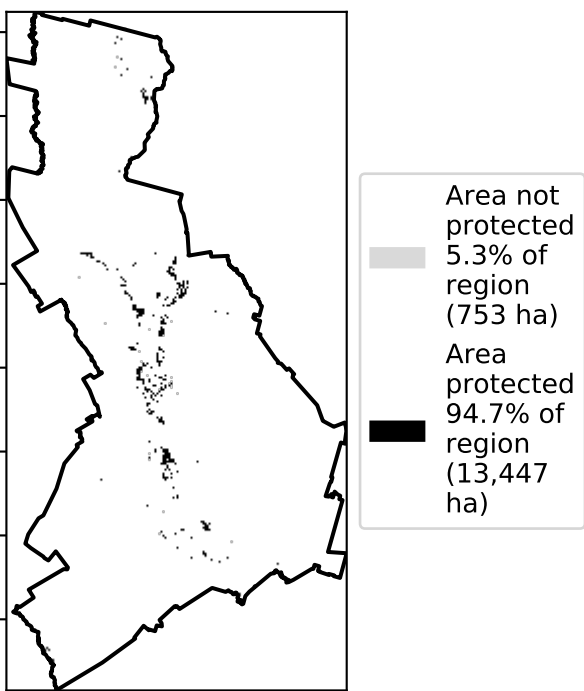 Area not
protected
5.3% of
region
(753 ha)
Area
protected
94.7% of
region
(13,447
ha)